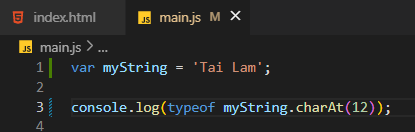 index.html main.js M ×
JS main.js > ...
1 var myString = 'Tai Lam';
2
3 console.log(typeof myString.charAt(12));